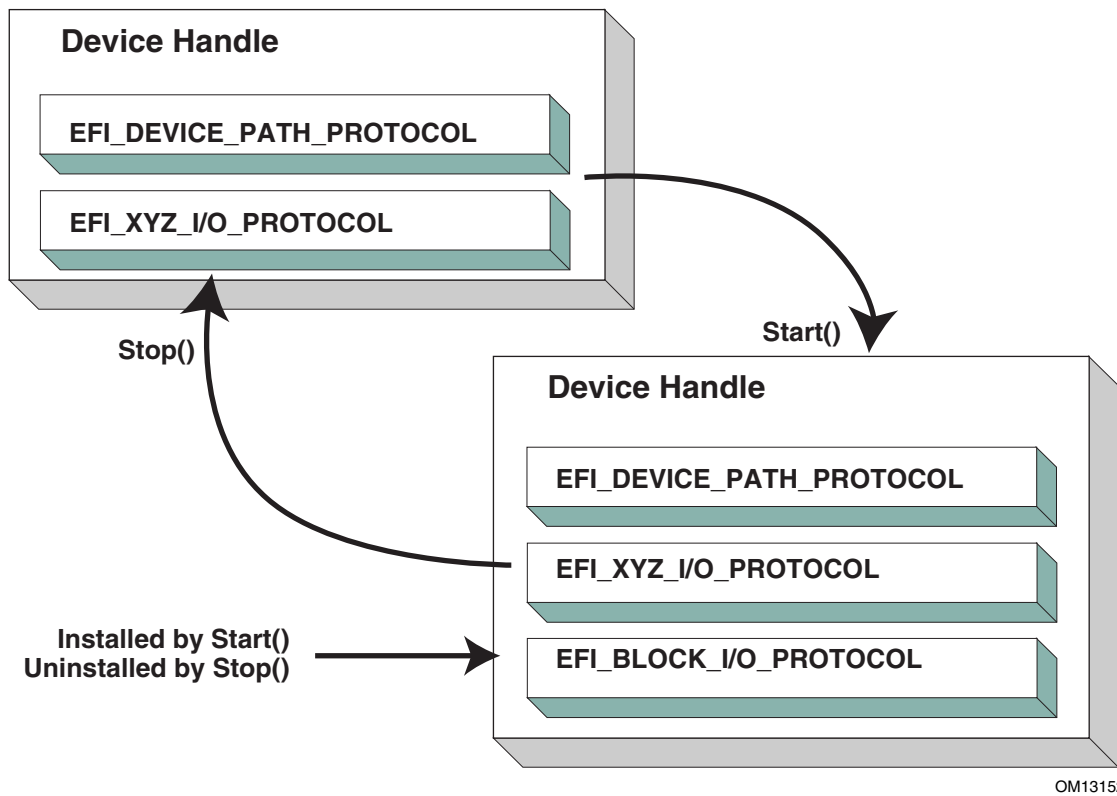 Device Handle
EFI_DEVICE_PATH_PROTOCOL
EFI_XYZ_I/O_PROTOCOL
Stop()
Start()
Device Handle
EFI_DEVICE_PATH_PROTOCOL
EFI_XYZ_I/O_PROTOCOL
Installed by Start()
Uninstalled by Stop()
EFI_BLOCK_I/O_PROTOCOL